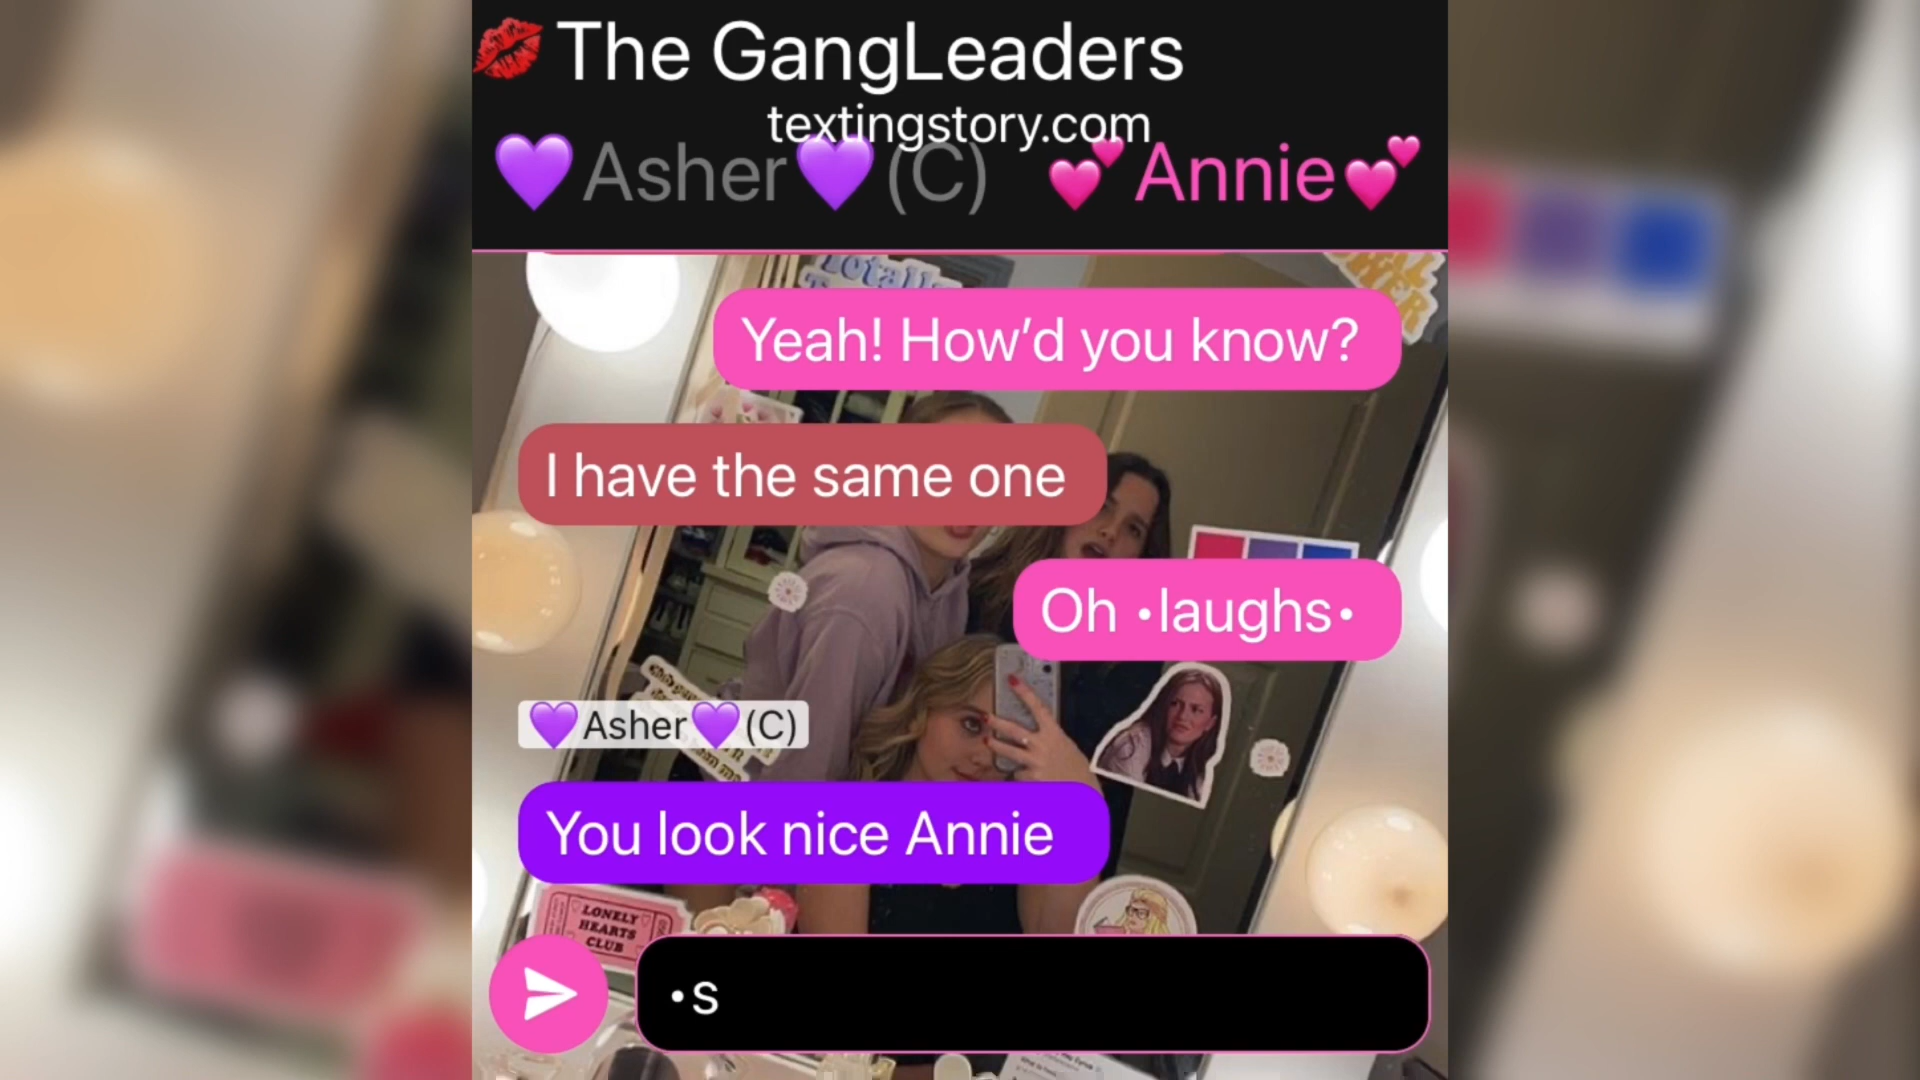 💋The GangLeaders
textingstory.com
💜Asher💜(C) 💕Annie💕
Totally
Yeah! How’d you know?
I have the same one
Oh •laughs•
💜Asher💜(C)
You look nice Annie
LONELY
HEARTS
CLUB
•s